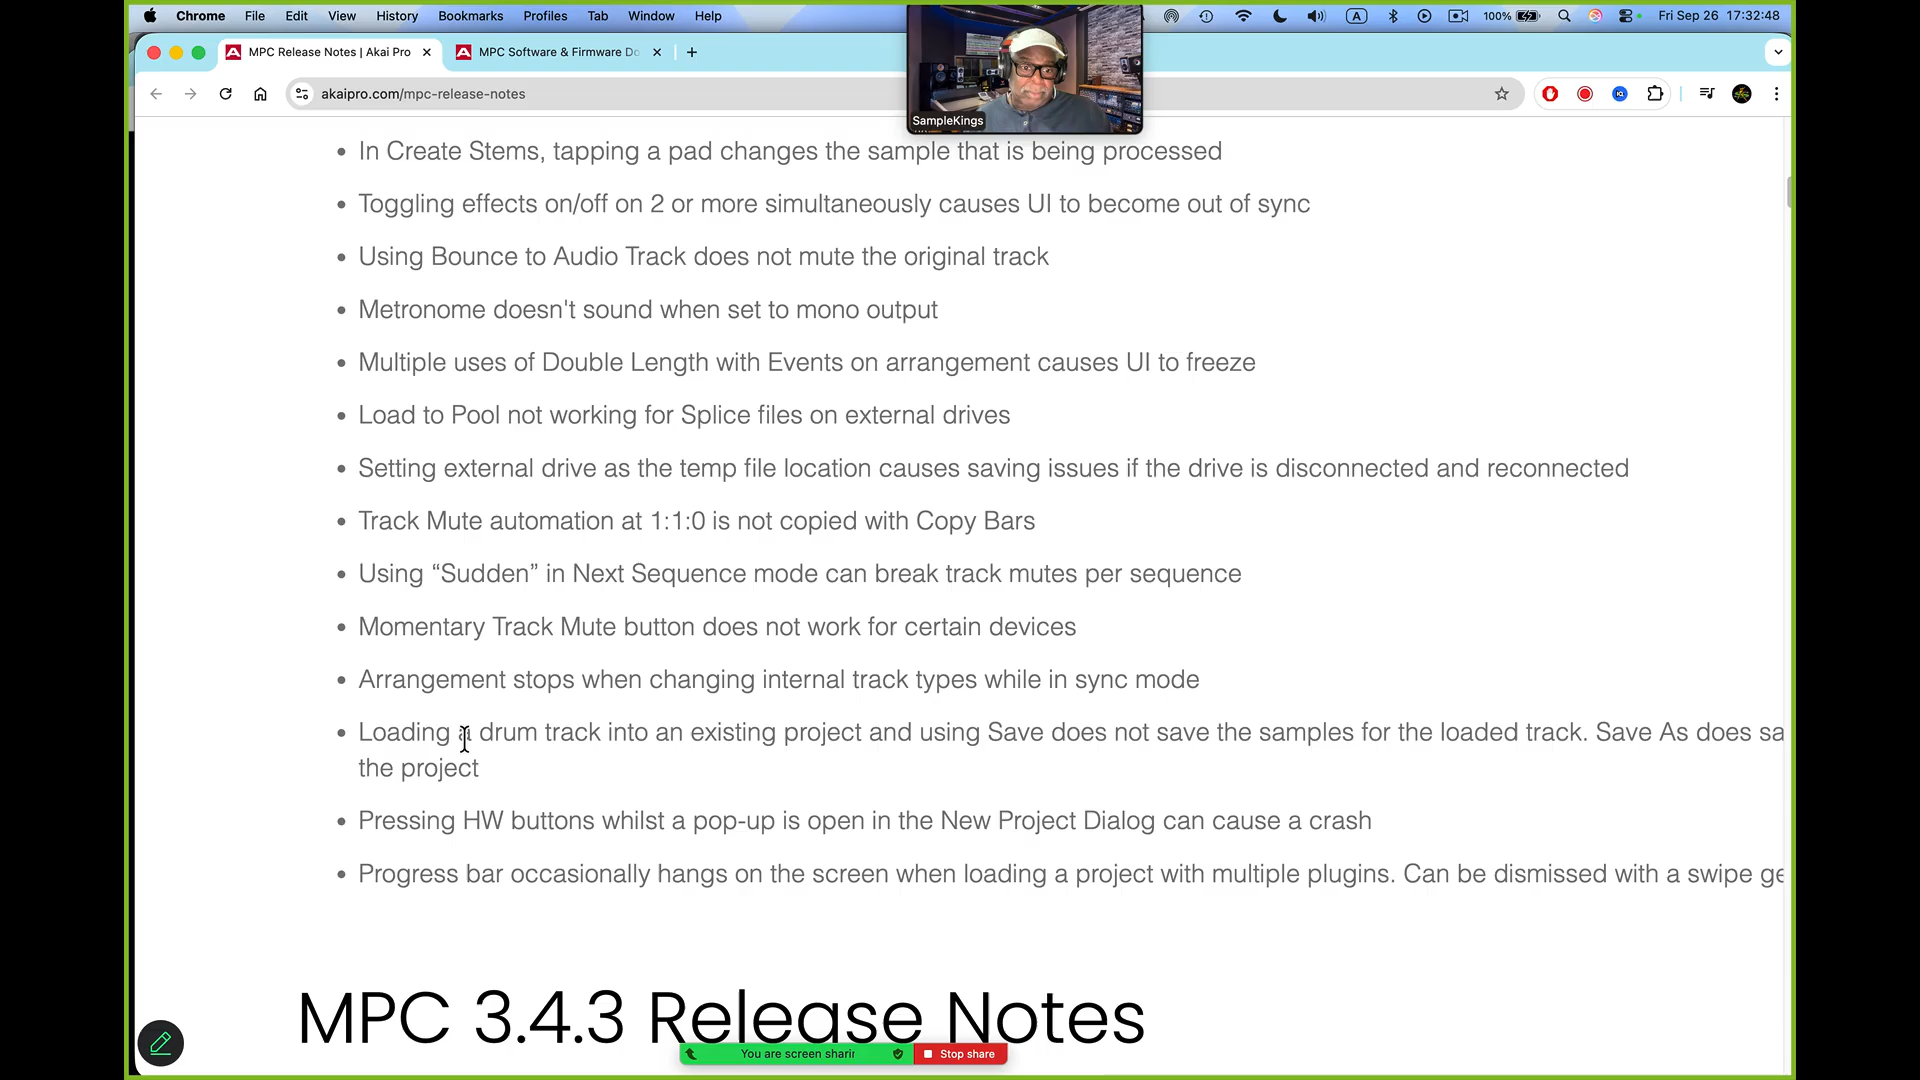 Chrome File Edit View History Bookmarks Profiles Tab Window Help 100% Fri Sep 26 17:32:48
MPC Release Notes | Akai Pro MPC Software & Firmware Do
akaipro.com/mpc-release-notes
SampleKings
In Create Stems, tapping a pad changes the sample that is being processed
Toggling effects on/off on 2 or more simultaneously causes UI to become out of sync
Using Bounce to Audio Track does not mute the original track
Metronome doesn't sound when set to mono output
Multiple uses of Double Length with Events on arrangement causes UI to freeze
Load to Pool not working for Splice files on external drives
Setting external drive as the temp file location causes saving issues if the drive is disconnected and reconnected
Track Mute automation at 1:1:0 is not copied with Copy Bars
Using “Sudden” in Next Sequence mode can break track mutes per sequence
Momentary Track Mute button does not work for certain devices
Arrangement stops when changing internal track types while in sync mode
Loading a drum track into an existing project and using Save does not save the samples for the loaded track. Save As does sa
the project
Pressing HW buttons whilst a pop-up is open in the New Project Dialog can cause a crash
Progress bar occasionally hangs on the screen when loading a project with multiple plugins. Can be dismissed with a swipe ge
MPC 3.4.3 Release Notes
You are screen sharin Stop share